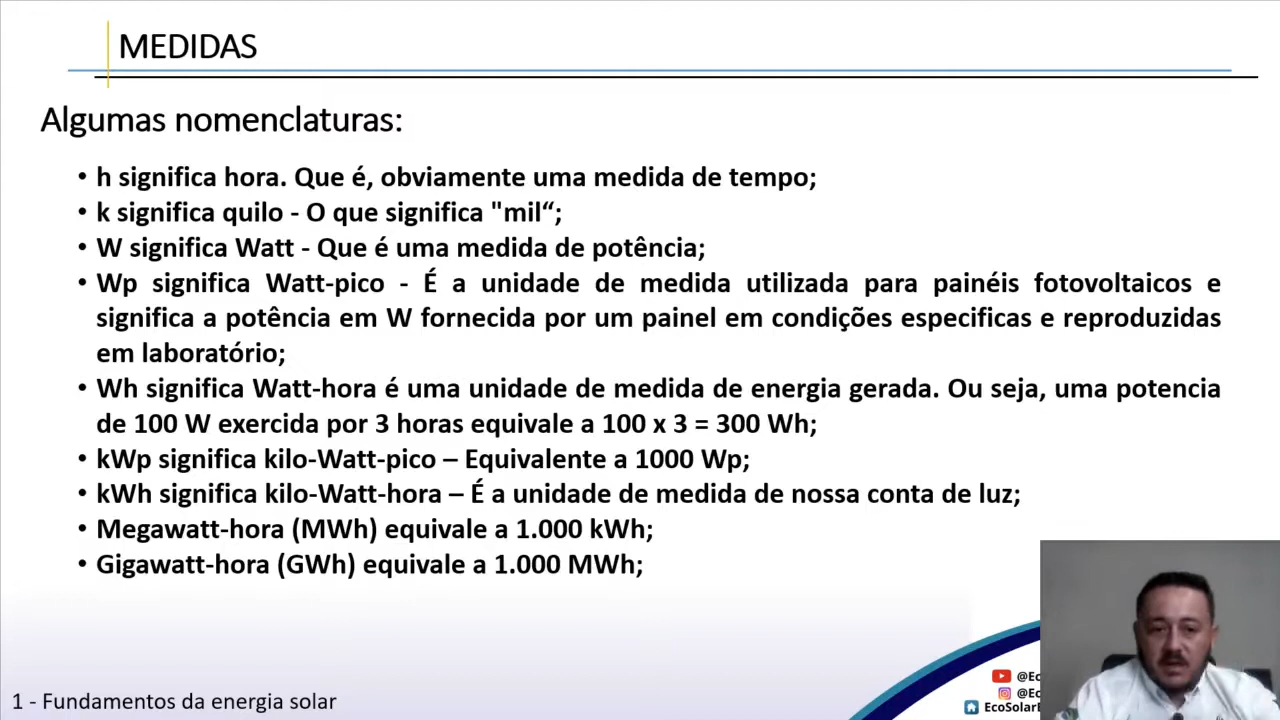 MEDIDAS
Algumas nomenclaturas:
• h significa hora. Que é, obviamente uma medida de tempo;
• k significa quilo - O que significa "mil“;
• W significa Watt - Que é uma medida de potência;
• Wp significa Watt-pico - É a unidade de medida utilizada para painéis fotovoltaicos e
significa a potência em W fornecida por um painel em condições especificas e reproduzidas
em laboratório;
• Wh significa Watt-hora é uma unidade de medida de energia gerada. Ou seja, uma potencia
de 100 W exercida por 3 horas equivale a 100 x 3 = 300 Wh;
• kWp significa kilo-Watt-pico – Equivalente a 1000 Wp;
• kWh significa kilo-Watt-hora – É a unidade de medida de nossa conta de luz;
• Megawatt-hora (MWh) equivale a 1.000 kWh;
• Gigawatt-hora (GWh) equivale a 1.000 MWh;
1 - Fundamentos da energia solar